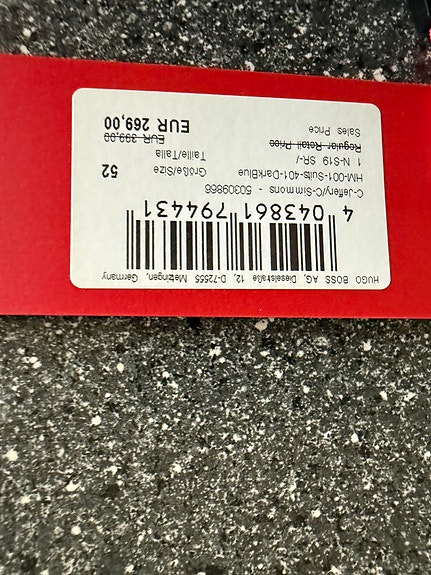 HUGO BOSS AG, Dieselstraße 12, D-72555 Metzingen, Germany
4 043861 794431
C-Jeffery/C-Simmons - 50309866
HM-001-Suits-401-DarkBlue
Größe/Size 52
1 N-S19 SR-/-
Taille/Talla
Regular Retail Price EUR 399,00
Sales Price EUR 269,00